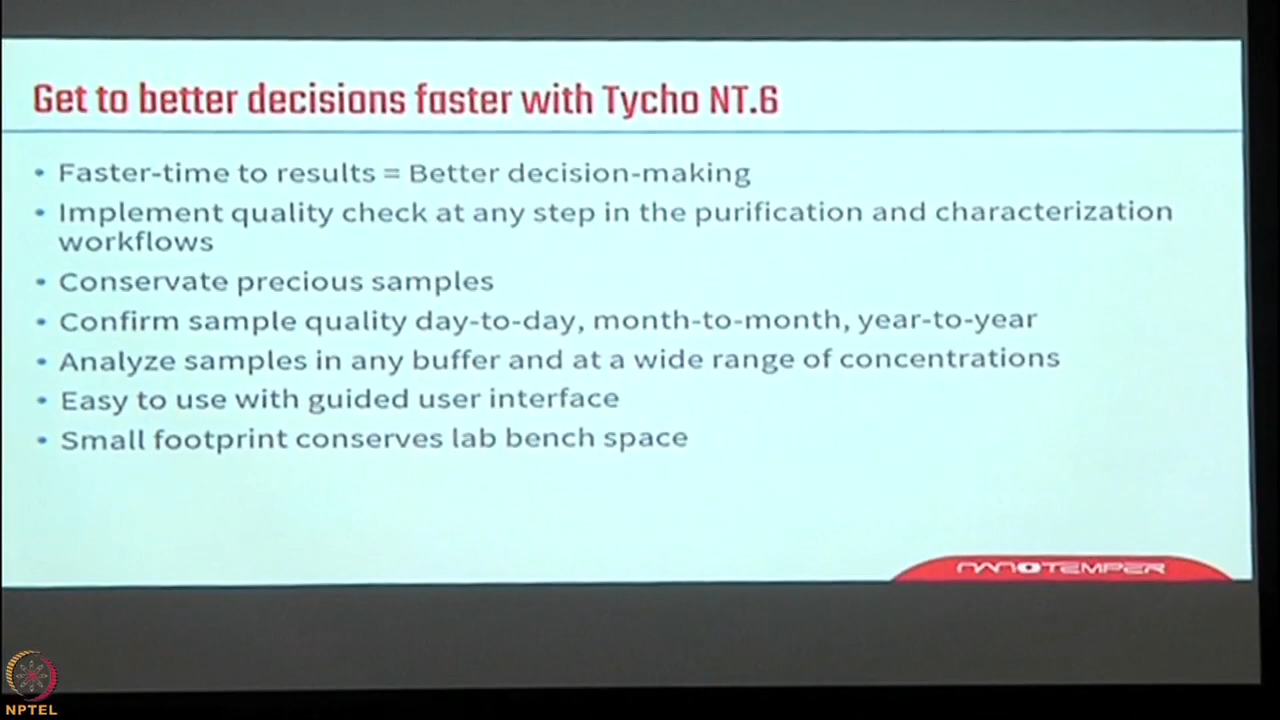 Get to better decisions faster with Tycho NT.6
• Faster-time to results = Better decision-making
• Implement quality check at any step in the purification and characterization
workflows
• Conservate precious samples
• Confirm sample quality day-to-day, month-to-month, year-to-year
• Analyze samples in any buffer and at a wide range of concentrations
• Easy to use with guided user interface
• Small footprint conserves lab bench space
NANOTEMPER
NPTEL